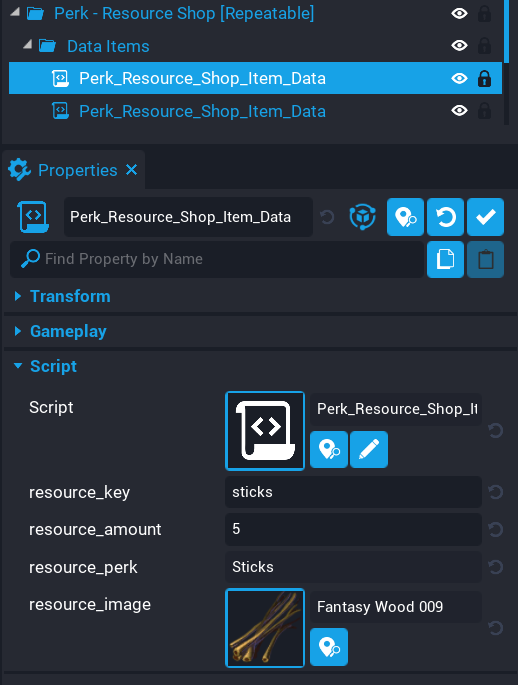 Perk - Resource Shop [Repeatable]
Data Items
Perk_Resource_Shop_Item_Data
Perk_Resource_Shop_Item_Data
Properties
Perk_Resource_Shop_Item_Data
Find Property by Name
Transform
Gameplay
Script
Script Perk_Resource_Shop_It
resource_key sticks
resource_amount 5
resource_perk Sticks
resource_image Fantasy Wood 009